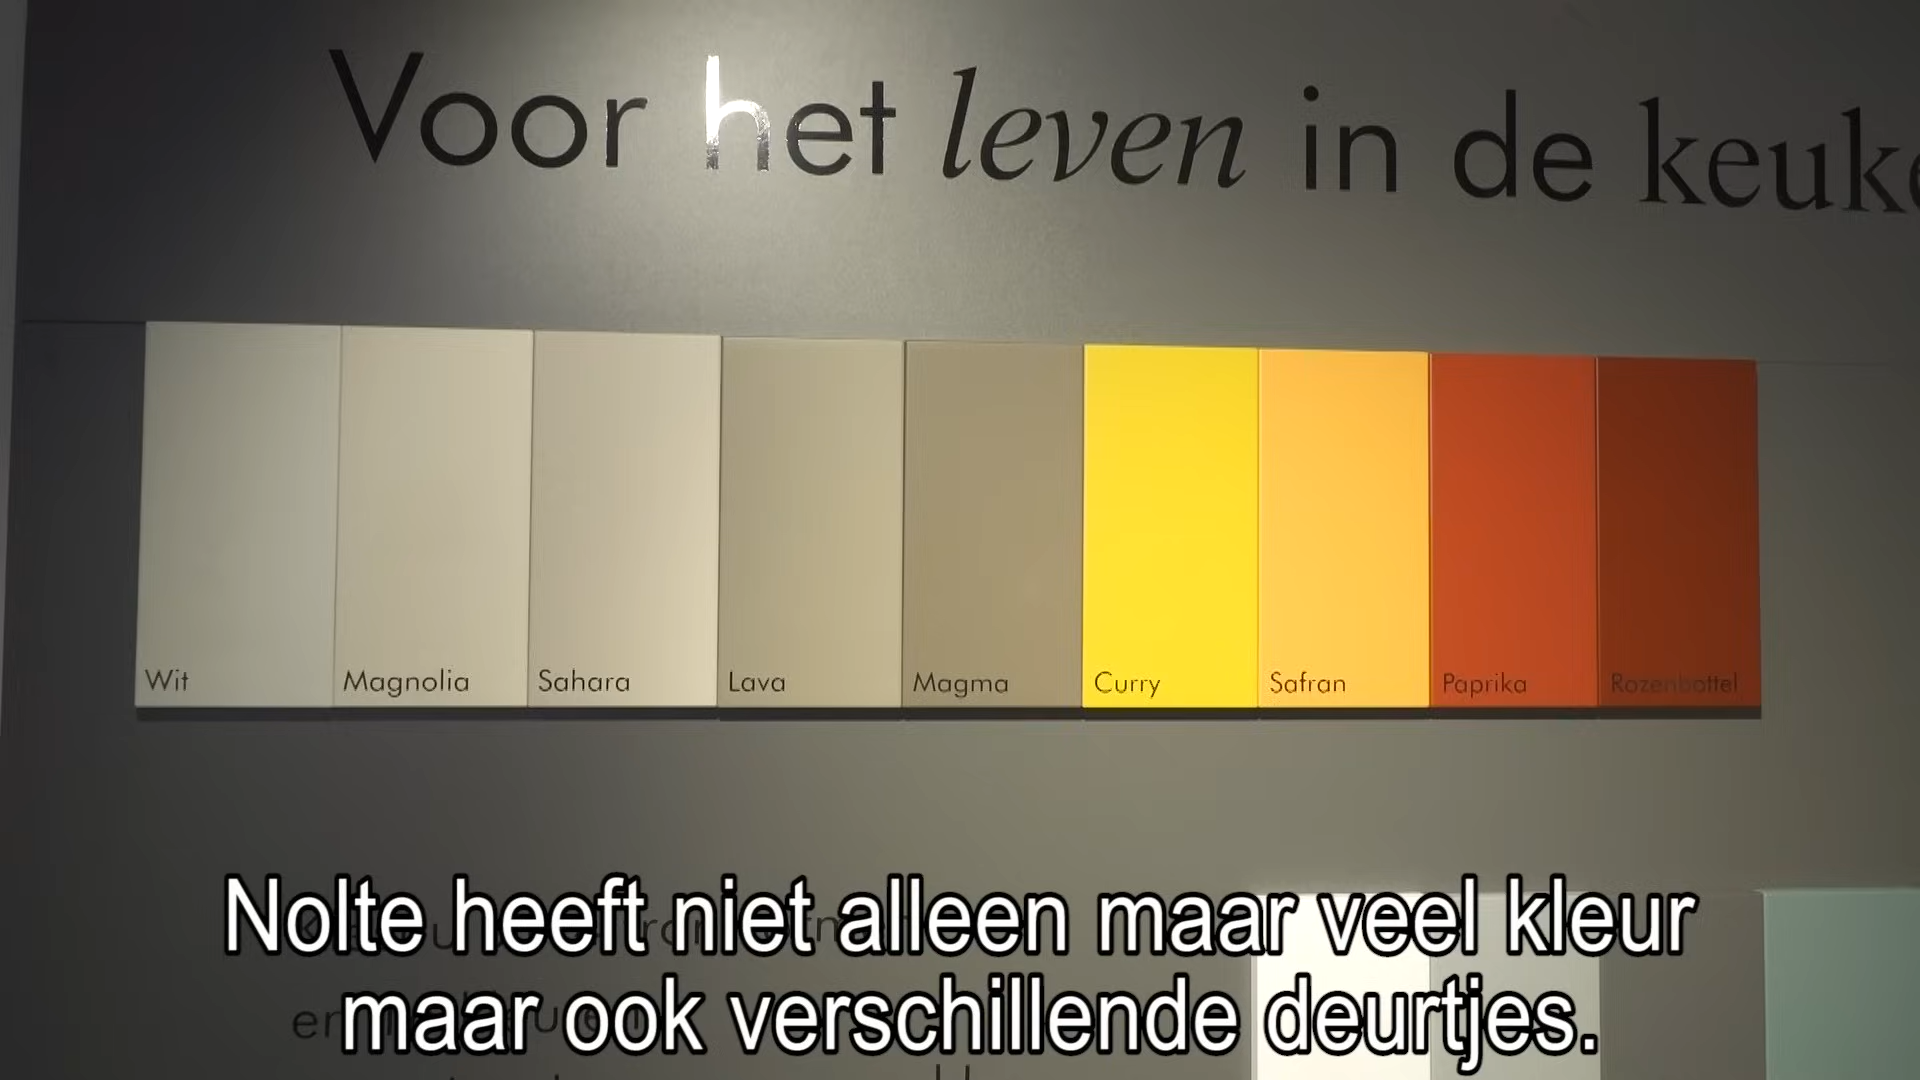 Voor het leven in de
Wit Magnolia Sahara Lava Magma Curry Safran Paprika Rozenbottel
Nolte heeft niet alleen maar veel kleur
maar ook verschillende deurtjes.